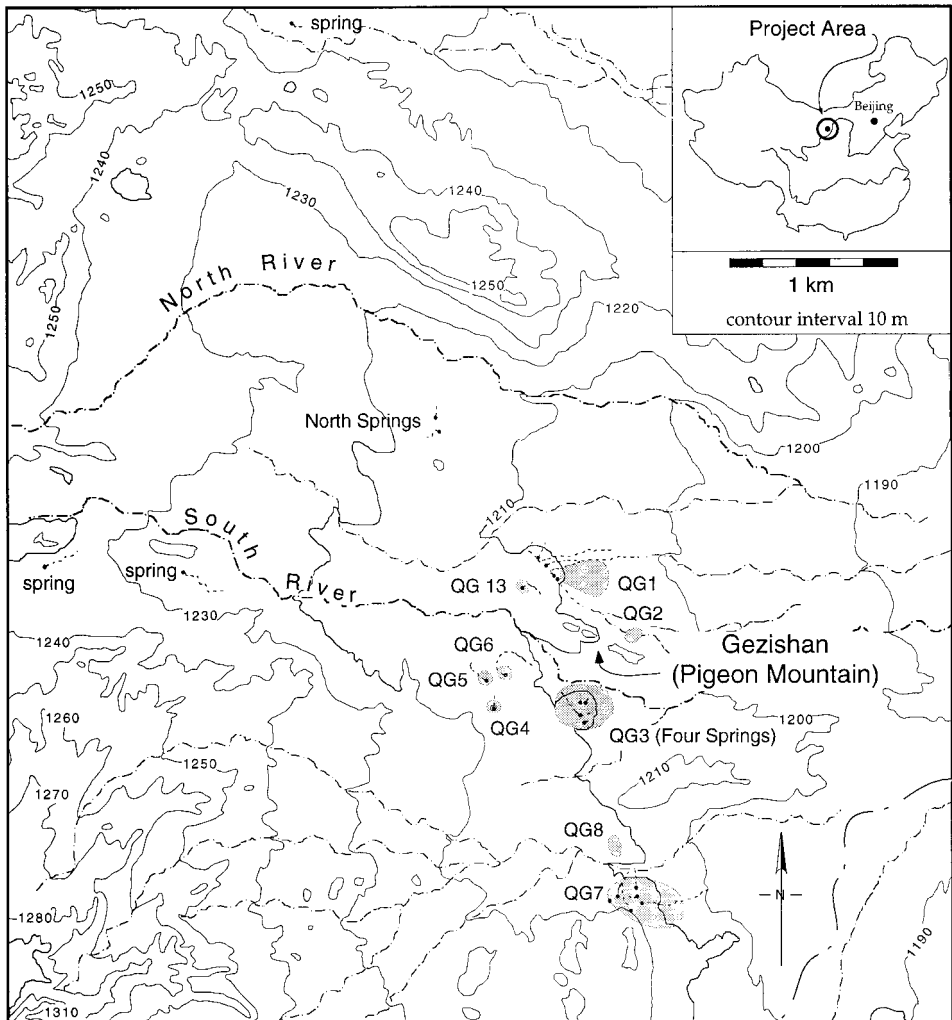 spring
Project Area
Beijing
1 km
contour interval 10 m
1250
1240
1240
1230
1250
1250
1220
North River
North Springs
1200
1190
1210
South River
spring
spring
1230
QG 13
QG1
QG2
Gezishan
(Pigeon Mountain)
1240
QG6
QG5
QG4
1260
1200
QG3 (Four Springs)
1250
1210
1270
QG8
N
QG7
1280
1190
1310